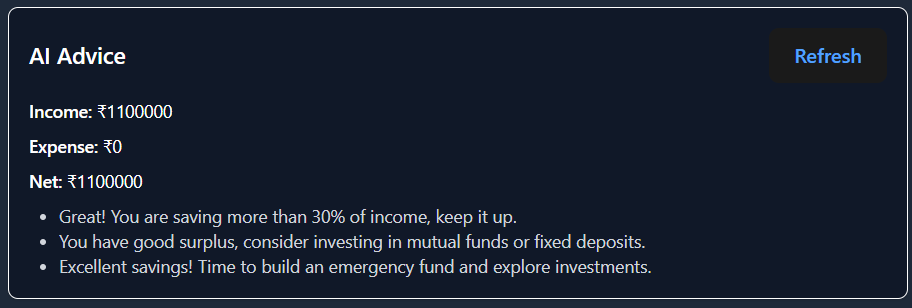 AI Advice
Refresh
Income: ₹1100000
Expense: ₹0
Net: ₹1100000
• Great! You are saving more than 30% of income, keep it up.
• You have good surplus, consider investing in mutual funds or fixed deposits.
• Excellent savings! Time to build an emergency fund and explore investments.